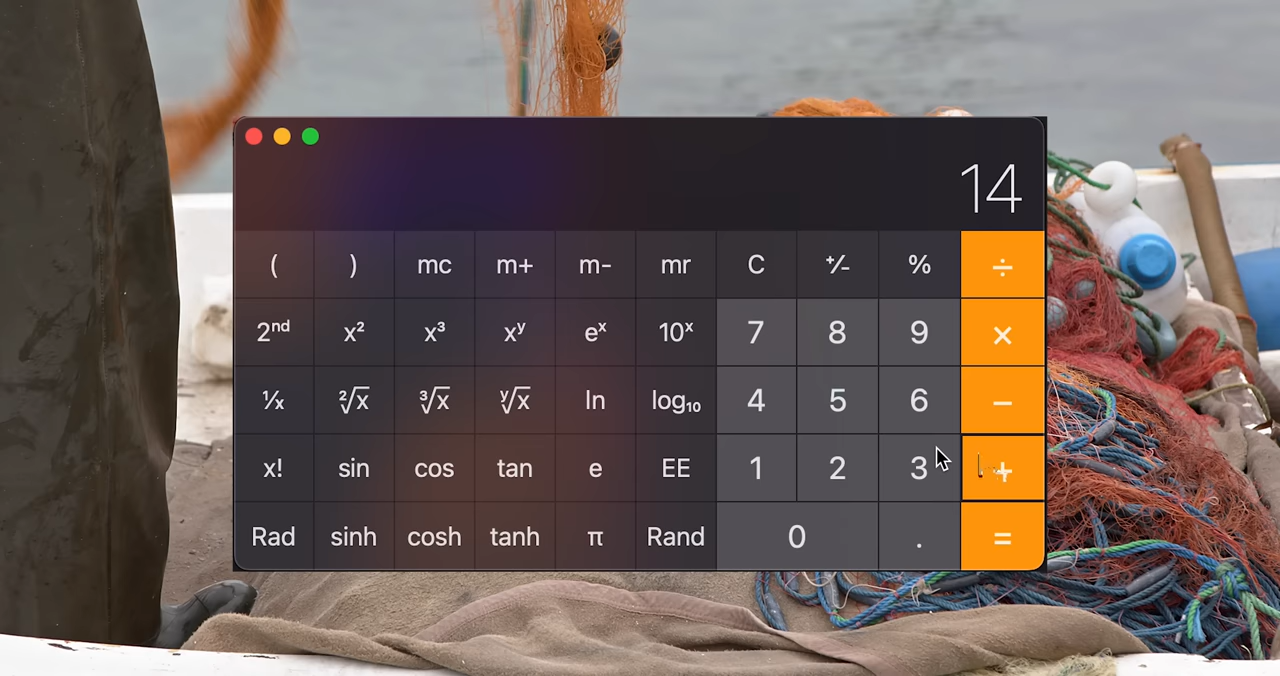 14
( ) mc m+ m- mr C ⁺⁄₋ % ÷
2ⁿᵈ x² x³ xʸ eˣ 10ˣ 7 8 9 ×
¹⁄x ²√x ³√x ʸ√x ln log₁₀ 4 5 6 −
x! sin cos tan e EE 1 2 3 +
Rad sinh cosh tanh π Rand 0 . =